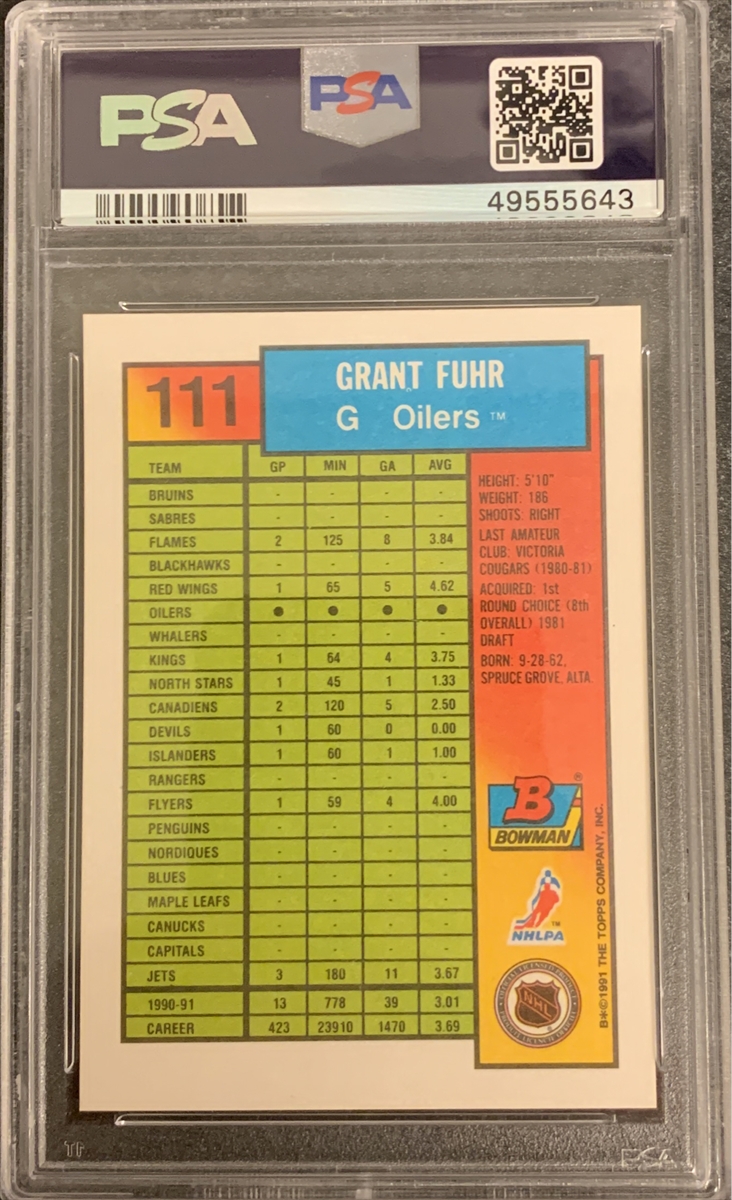 PSA
PSA
49555643
111
GRANT FUHR
G Oilers ™
TEAM GP MIN GA AVG
BRUINS - - - -
SABRES - - - -
FLAMES 2 125 8 3.84
BLACKHAWKS - - - -
RED WINGS 1 65 5 4.62
OILERS ● ● ● ●
WHALERS - - - -
KINGS 1 64 4 3.75
NORTH STARS 1 45 1 1.33
CANADIENS 2 120 5 2.50
DEVILS 1 60 0 0.00
ISLANDERS 1 60 1 1.00
RANGERS - - - -
FLYERS 1 59 4 4.00
PENGUINS - - - -
NORDIQUES - - - -
BLUES - - - -
MAPLE LEAFS - - - -
CANUCKS - - - -
CAPITALS - - - -
JETS 3 180 11 3.67
1990-91 13 778 39 3.01
CAREER 423 23910 1470 3.69
HEIGHT: 5'10"
WEIGHT: 186
SHOOTS: RIGHT
LAST AMATEUR
CLUB: VICTORIA
COUGARS (1980-81)
ACQUIRED: 1st
ROUND CHOICE (8th
OVERALL) 1981
DRAFT
BORN: 9-28-62,
SPRUCE GROVE, ALTA.
B ®
BOWMAN
™
NHLPA
NHL ®
B*©1991 THE TOPPS COMPANY, INC.
PSA